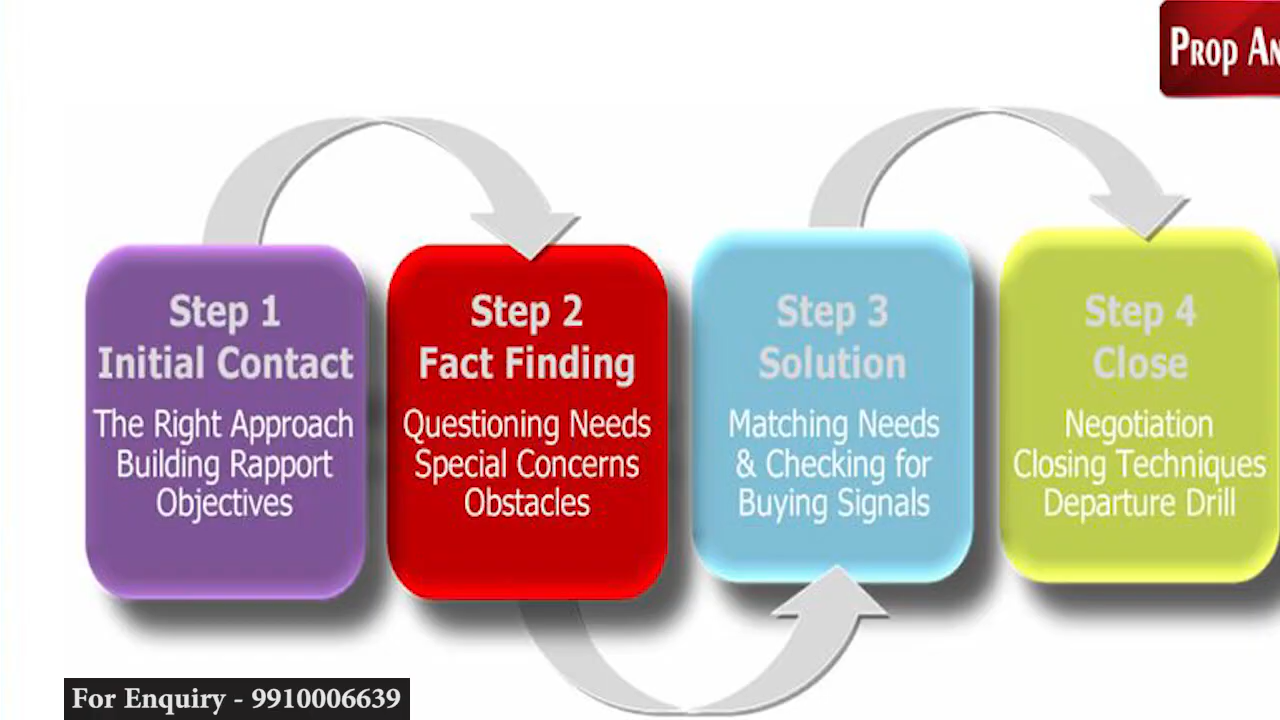 Prop
Step 1
Initial Contact
The Right Approach
Building Rapport
Objectives
Step 2
Fact Finding
Questioning Needs
Special Concerns
Obstacles
Step 3
Solution
Matching Needs
& Checking for
Buying Signals
Step 4
Close
Negotiation
Closing Techniques
Departure Drill
For Enquiry - 9910006639